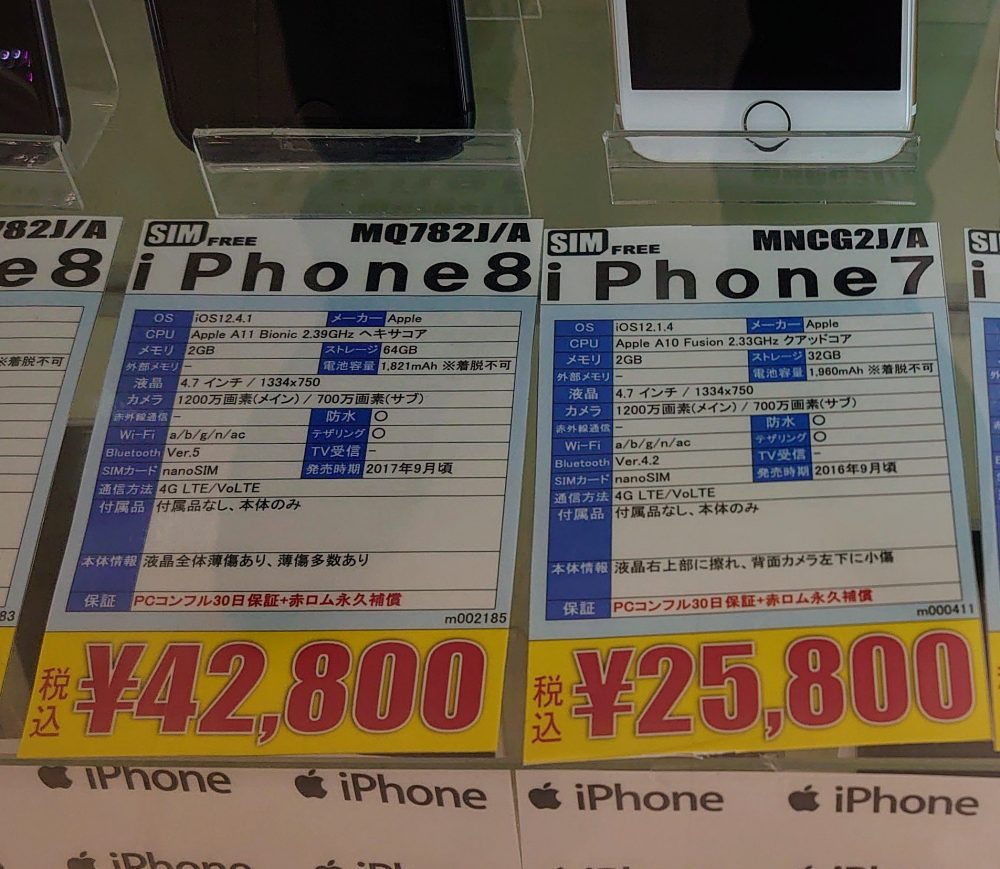 782J/A
e8
※着脱不可
83
SIM FREE MQ782J/A
iPhone8
OS iOS12.4.1 メーカー Apple
CPU Apple A11 Bionic 2.39GHz ヘキサコア
メモリ 2GB ストレージ 64GB
外部メモリ - 電池容量 1,821mAh ※着脱不可
液晶 4.7 インチ / 1334x750
カメラ 1200万画素(メイン) / 700万画素(サブ)
赤外線通信 - 防水 〇
Wi-Fi a/b/g/n/ac テザリング 〇
Bluetooth Ver.5 TV受信 -
SIMカード nanoSIM 発売時期 2017年9月頃
通信方法 4G LTE/VoLTE
付属品 付属品なし、本体のみ
本体情報 液晶全体薄傷あり、薄傷多数あり
保証 PCコンフル30日保証+赤ロム永久補償
m002185
税込 ¥42,800
SIM FREE MNCG2J/A
iPhone7
OS iOS12.1.4 メーカー Apple
CPU Apple A10 Fusion 2.33GHz クアッドコア
メモリ 2GB ストレージ 32GB
外部メモリ - 電池容量 1,960mAh ※着脱不可
液晶 4.7 インチ / 1334x750
カメラ 1200万画素(メイン) / 700万画素(サブ)
赤外線通信 - 防水 〇
Wi-Fi a/b/g/n/ac テザリング 〇
Bluetooth Ver.4.2 TV受信 -
SIMカード nanoSIM 発売時期 2016年9月頃
通信方法 4G LTE/VoLTE
付属品 付属品なし、本体のみ
本体情報 液晶右上部に擦れ、背面カメラ左下に小傷
保証 PCコンフル30日保証+赤ロム永久補償
m000411
税込 ¥25,800
iPhone iPhone iPhone iPhone
iPhone